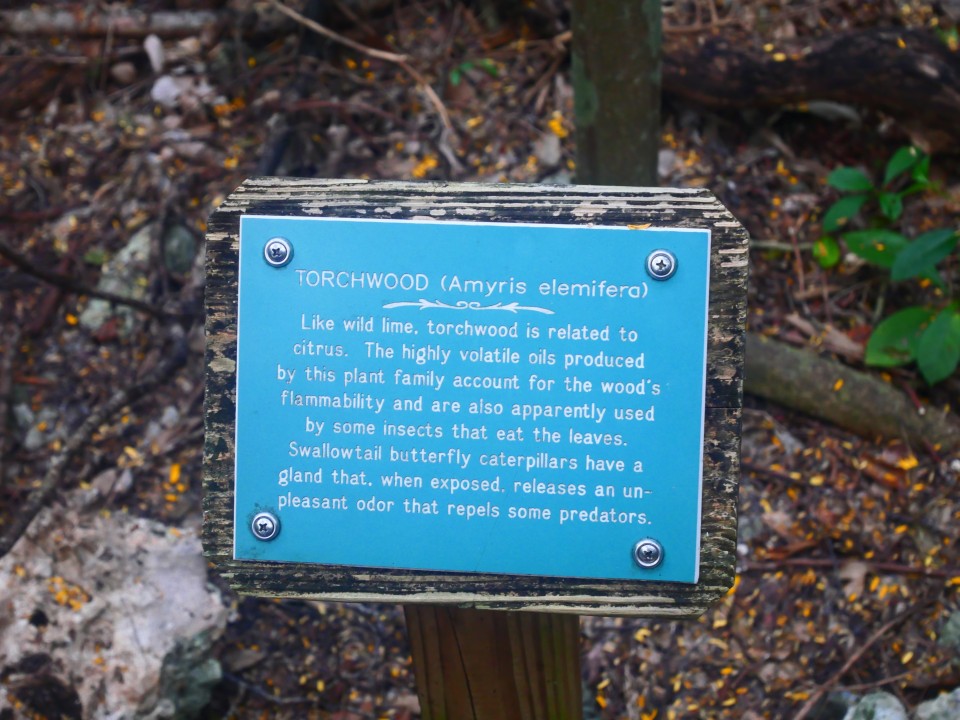 TORCHWOOD (Amyris elemifera)
Like wild lime, torchwood is related to
citrus. The highly volatile oils produced
by this plant family account for the wood's
flammability and are also apparently used
by some insects that eat the leaves.
Swallowtail butterfly caterpillars have a
gland that, when exposed, releases an un-
pleasant odor that repels some predators.